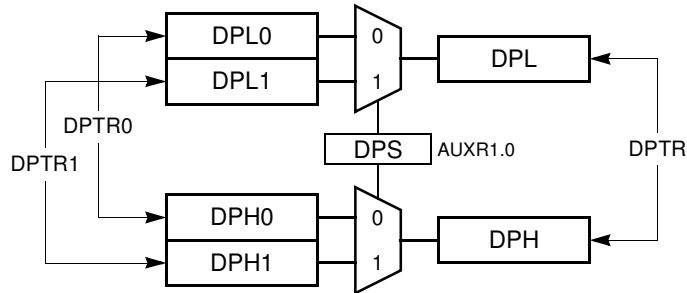 DPL0
0
DPL1
1
DPL
DPTR0
DPTR1
DPS
AUXR1.0
DPTR
DPH0
0
DPH1
1
DPH